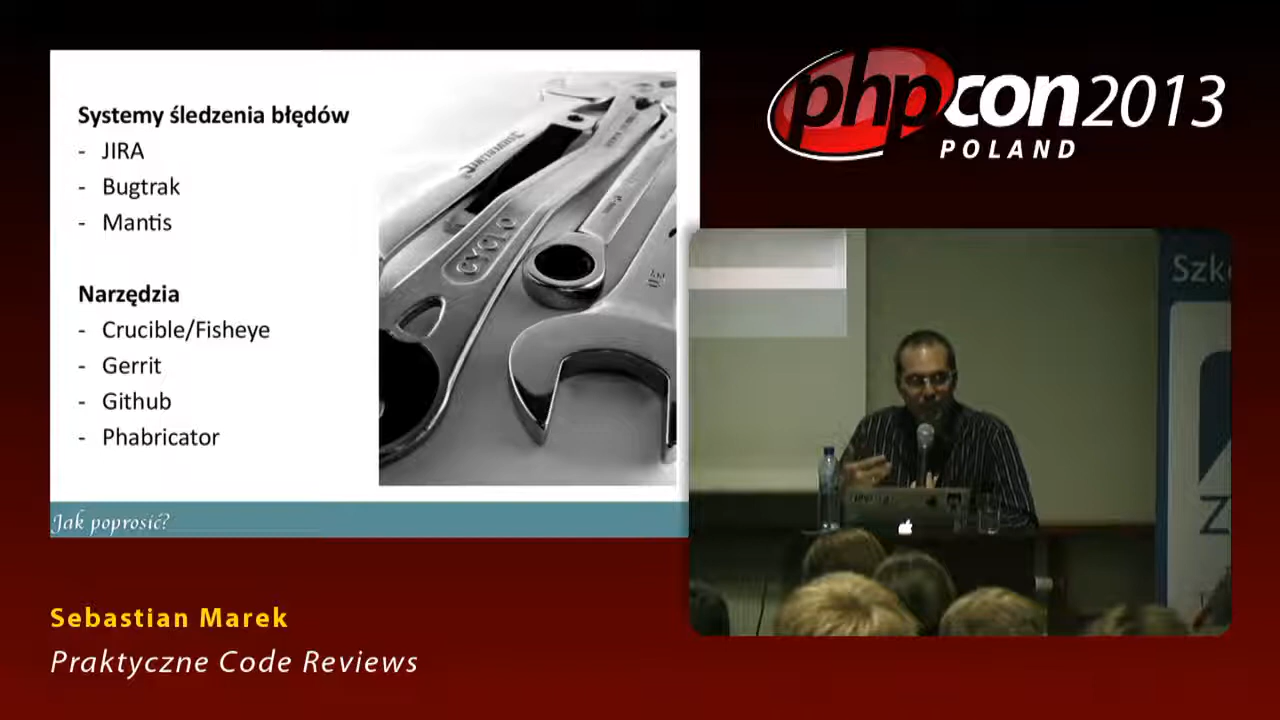 Systemy śledzenia błędów
- JIRA
- Bugtrak
- Mantis
Narzędzia
- Crucible/Fisheye
- Gerrit
- Github
- Phabricator
CYCLO
Jak poprosić?
phpcon2013
POLAND
Sebastian Marek
Praktyczne Code Reviews